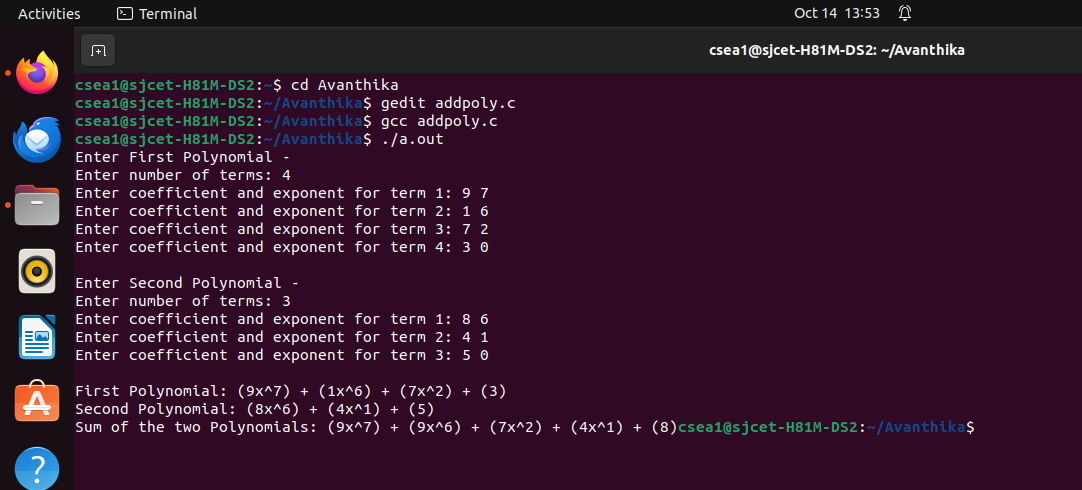 Activities Terminal Oct 14 13:53
csea1@sjcet-H81M-DS2: ~/Avanthika
csea1@sjcet-H81M-DS2:~$ cd Avanthika
csea1@sjcet-H81M-DS2:~/Avanthika$ gedit addpoly.c
csea1@sjcet-H81M-DS2:~/Avanthika$ gcc addpoly.c
csea1@sjcet-H81M-DS2:~/Avanthika$ ./a.out
Enter First Polynomial -
Enter number of terms: 4
Enter coefficient and exponent for term 1: 9 7
Enter coefficient and exponent for term 2: 1 6
Enter coefficient and exponent for term 3: 7 2
Enter coefficient and exponent for term 4: 3 0
Enter Second Polynomial -
Enter number of terms: 3
Enter coefficient and exponent for term 1: 8 6
Enter coefficient and exponent for term 2: 4 1
Enter coefficient and exponent for term 3: 5 0
First Polynomial: (9x^7) + (1x^6) + (7x^2) + (3)
Second Polynomial: (8x^6) + (4x^1) + (5)
Sum of the two Polynomials: (9x^7) + (9x^6) + (7x^2) + (4x^1) + (8)csea1@sjcet-H81M-DS2:~/Avanthika$